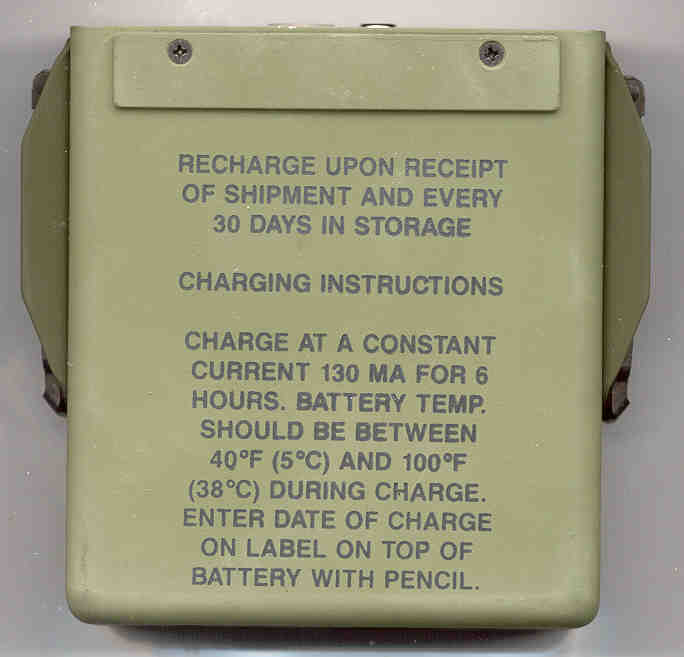 RECHARGE UPON RECEIPT
OF SHIPMENT AND EVERY
30 DAYS IN STORAGE
CHARGING INSTRUCTIONS
CHARGE AT A CONSTANT
CURRENT 130 MA FOR 6
HOURS. BATTERY TEMP.
SHOULD BE BETWEEN
40°F (5°C) AND 100°F
(38°C) DURING CHARGE.
ENTER DATE OF CHARGE
ON LABEL ON TOP OF
BATTERY WITH PENCIL.